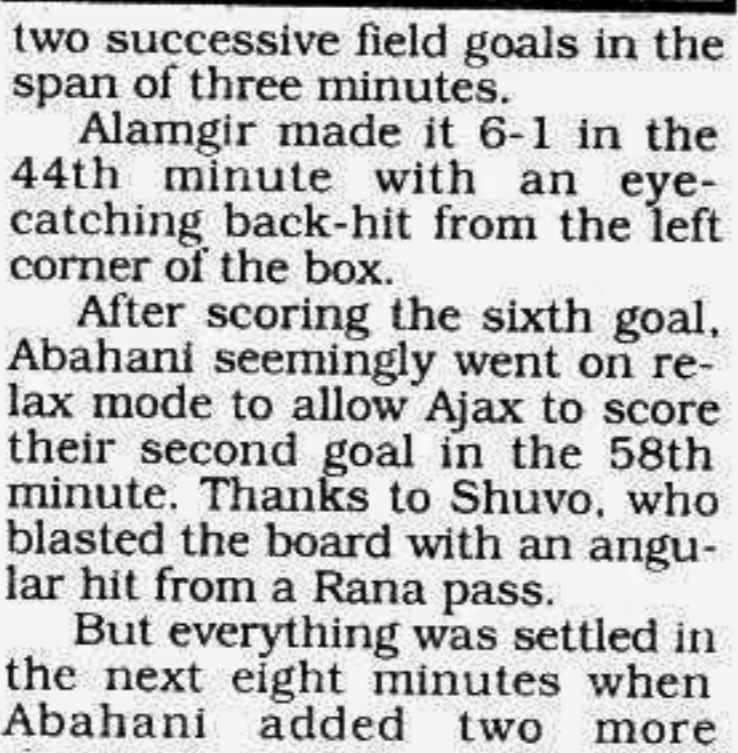 two successive field goals in the
span of three minutes.
Alamgir made it 6-1 in the
44th minute with an eye-
catching back-hit from the left
corner of the box.
After scoring the sixth goal,
Abahani seemingly went on re-
lax mode to allow Ajax to score
their second goal in the 58th
minute. Thanks to Shuvo, who
blasted the board with an angu-
lar hit from a Rana pass.
But everything was settled in
the next eight minutes when
Abahani added two more